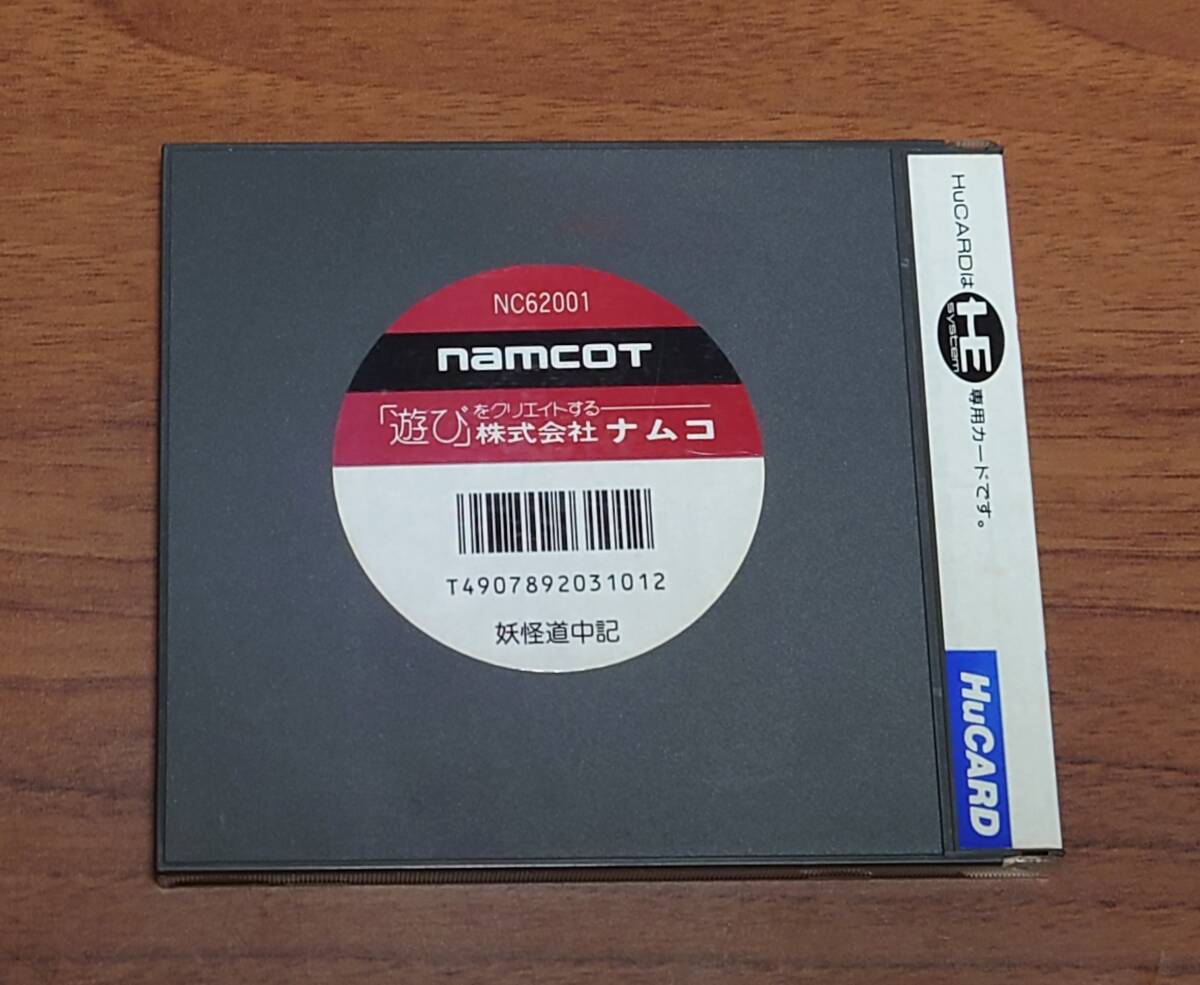 NC62001
namcot
「遊び」をクリエイトする
株式会社ナムコ
T4907892031012
妖怪道中記
HuCARDは HE system 専用カードです。
HuCARD